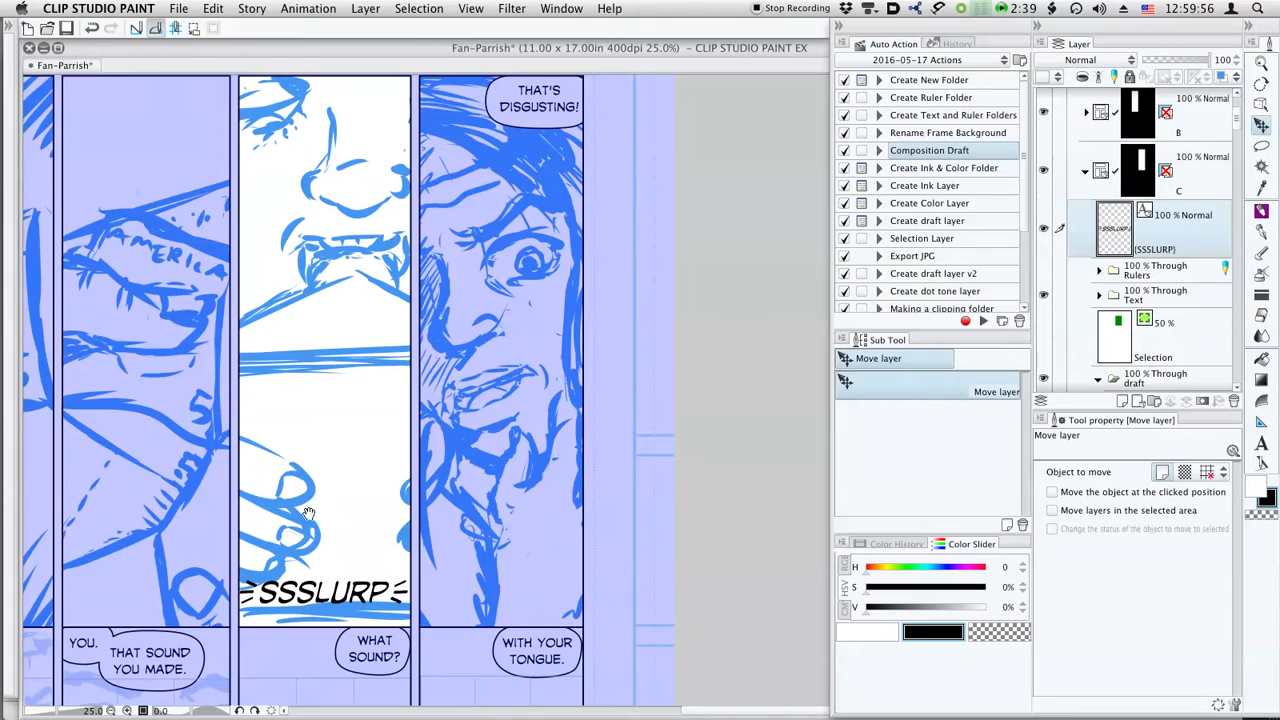 CLIP STUDIO PAINT File Edit Story Animation Layer Selection View Filter Window Help
Stop Recording
2:39
12:59:56
Fan-Parrish* (11.00 x 17.00in 400dpi 25.0%) - CLIP STUDIO PAINT EX
Fan-Parrish*
THAT'S
DISGUSTING!
AMERICA
SSSLURP
YOU.
THAT SOUND
YOU MADE.
WHAT
SOUND?
WITH YOUR
TONGUE.
25.0
0.0
Auto Action
History
2016-05-17 Actions
Create New Folder
Create Ruler Folder
Create Text and Ruler Folders
Rename Frame Background
Composition Draft
Create Ink & Color Folder
Create Ink Layer
Create Color Layer
Create draft layer
Selection Layer
Export JPG
Create draft layer v2
Create dot tone layer
Making a clipping folder
Sub Tool
Move layer
Move layer
Color History
Color Slider
RGB
HSV
CM
H 0
S 0%
V 0%
Layer
Normal 100
100 % Normal
B
100 % Normal
C
100 % Normal
(SSSLURP)
100 % Through
Rulers
100 % Through
Text
50 %
Selection
100 % Through
draft
Tool property [Move layer]
Move layer
Object to move
Move the object at the clicked position
Move layers in the selected area
Change the status of the object to move to selected